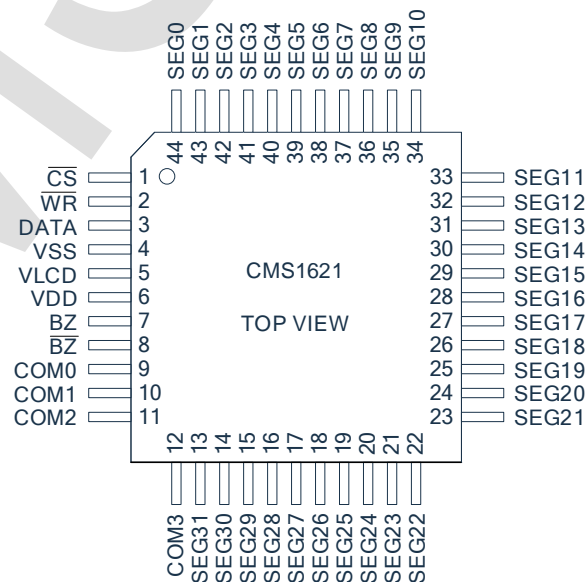 SEG0
SEG1
SEG2
SEG3
SEG4
SEG5
SEG6
SEG7
SEG8
SEG9
SEG10
44
43
42
41
40
39
38
37
36
35
34
C̅S̅ 1 33 SEG11
W̅R̅ 2 32 SEG12
DATA 3 31 SEG13
VSS 4 30 SEG14
VLCD 5 CMS1621 29 SEG15
VDD 6 28 SEG16
BZ 7 TOP VIEW 27 SEG17
B̅Z̅ 8 26 SEG18
COM0 9 25 SEG19
COM1 10 24 SEG20
COM2 11 23 SEG21
12
13
14
15
16
17
18
19
20
21
22
COM3
SEG31
SEG30
SEG29
SEG28
SEG27
SEG26
SEG25
SEG24
SEG23
SEG22